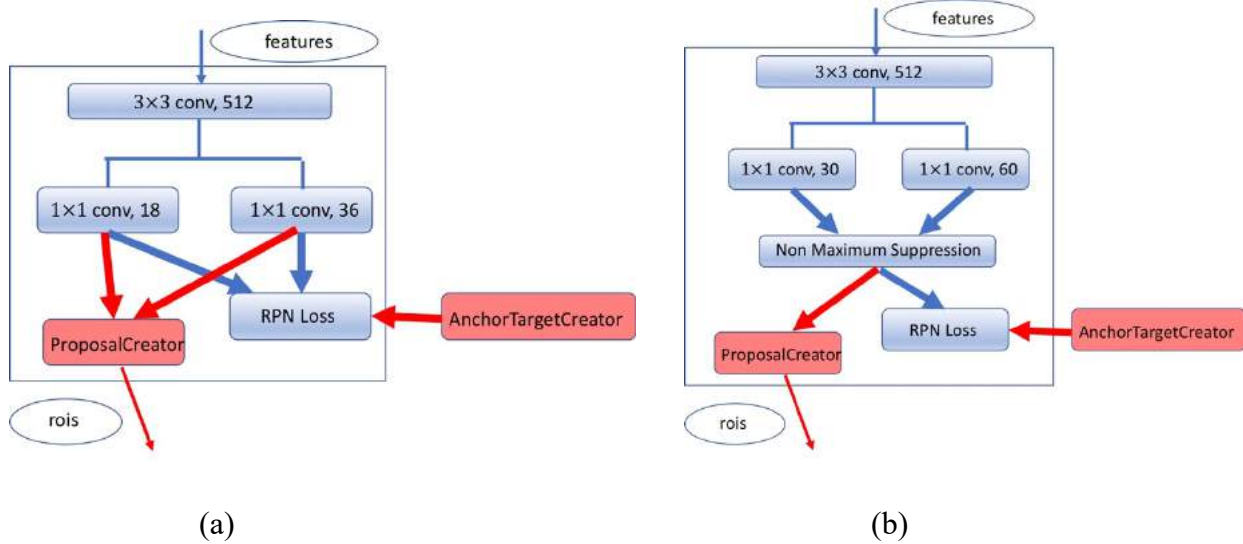 features
3×3 conv, 512
1×1 conv, 18
1×1 conv, 36
RPN Loss
AnchorTargetCreator
ProposalCreator
rois
(a)
features
3×3 conv, 512
1×1 conv, 30
1×1 conv, 60
Non Maximum Suppression
RPN Loss
AnchorTargetCreator
ProposalCreator
rois
(b)